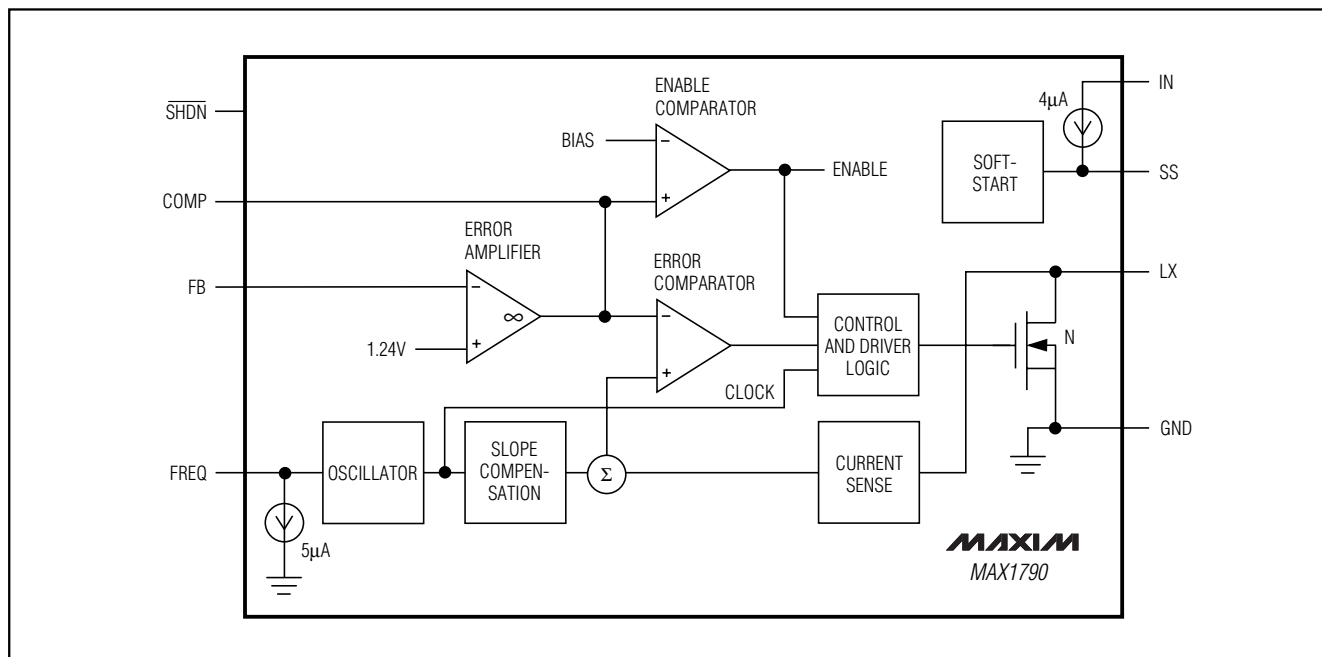 SHDN
COMP
FB
FREQ
ENABLE
COMPARATOR
BIAS
−
+
ENABLE
ERROR
AMPLIFIER
−
∞
+
1.24V
ERROR
COMPARATOR
−
+
CLOCK
CONTROL
AND DRIVER
LOGIC
OSCILLATOR
SLOPE
COMPEN-
SATION
Σ
CURRENT
SENSE
5μA
4μA
SOFT-
START
IN
SS
LX
N
GND
MAXIM
MAX1790